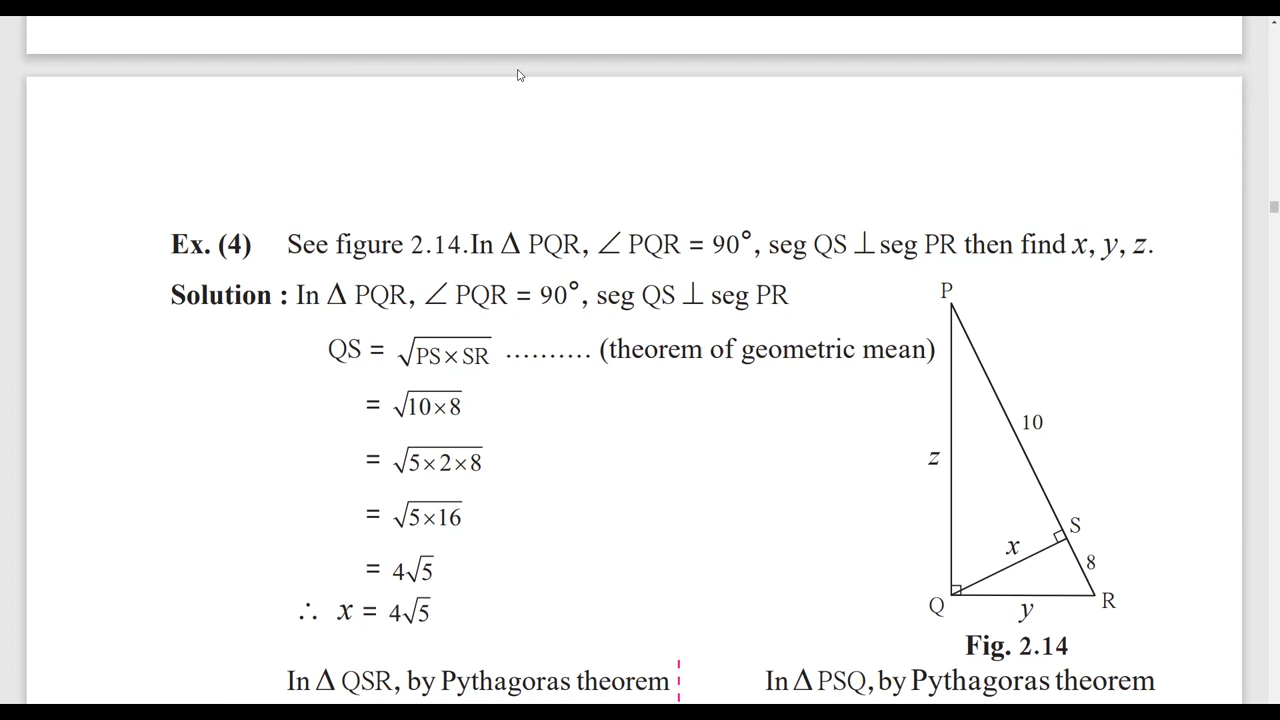 Ex. (4) See figure 2.14.In Δ PQR, ∠ PQR = 90°, seg QS ⊥ seg PR then find x, y, z.
Solution : In Δ PQR, ∠ PQR = 90°, seg QS ⊥ seg PR
QS = √(PS × SR) .......... (theorem of geometric mean)
= √(10 × 8)
= √(5 × 2 × 8)
= √(5 × 16)
= 4√5
∴ x = 4√5
P
10
z
S
x
8
Q
R
y
Fig. 2.14
In Δ QSR, by Pythagoras theorem
In Δ PSQ, by Pythagoras theorem